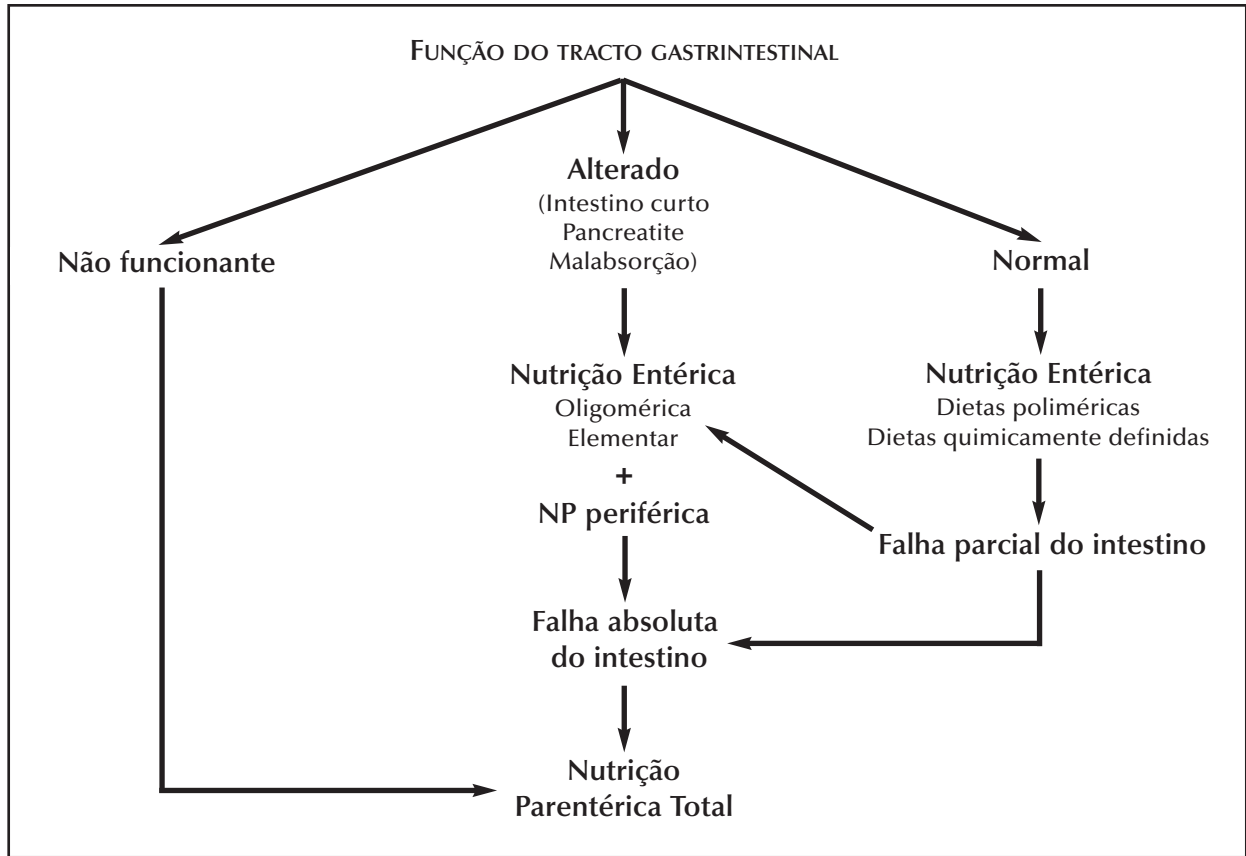 FUNÇÃO DO TRACTO GASTRINTESTINAL
Não funcionante
Alterado
(Intestino curto
Pancreatite
Malabsorção)
Normal
Nutrição Entérica
Oligomérica
Elementar
+
NP periférica
Nutrição Entérica
Dietas poliméricas
Dietas quimicamente definidas
Falha parcial do intestino
Falha absoluta
do intestino
Nutrição
Parentérica Total